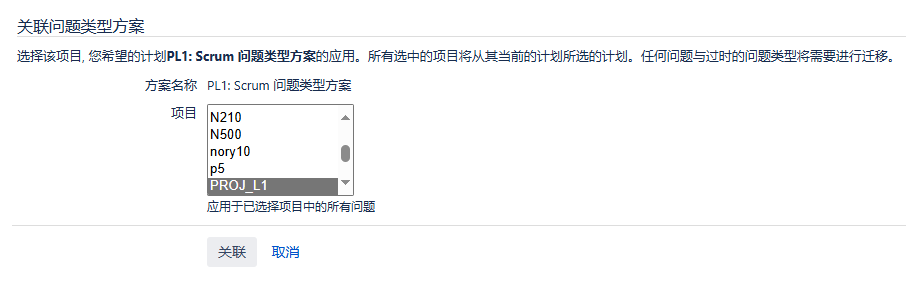 关联问题类型方案
选择该项目, 您希望的计划PL1: Scrum 问题类型方案的应用。所有选中的项目将从其当前的计划所选的计划。任何问题与过时的问题类型将需要进行迁移。
方案名称 PL1: Scrum 问题类型方案
项目
N210
N500
nory10
p5
PROJ_L1
应用于已选择项目中的所有问题
关联 取消